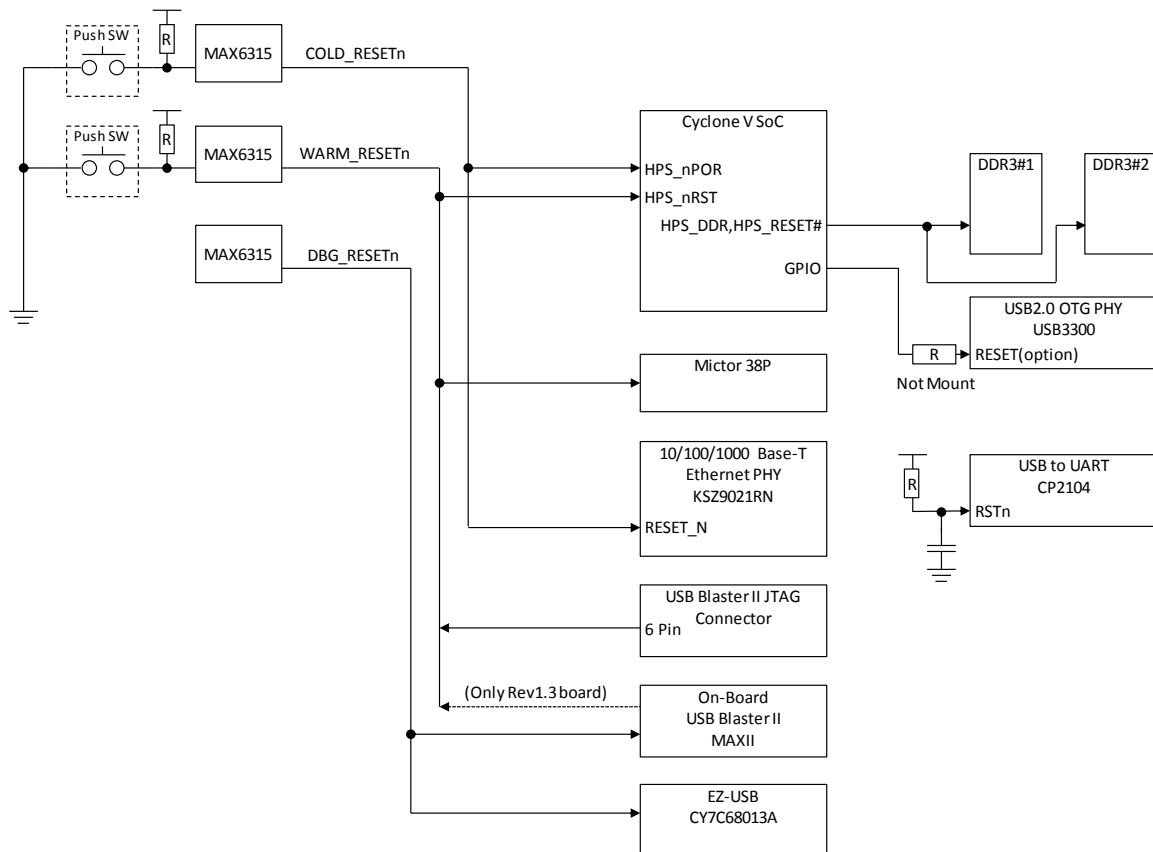 Push SW
R
MAX6315
COLD_RESETn
Push SW
R
MAX6315
WARM_RESETn
MAX6315
DBG_RESETn
Cyclone V SoC
HPS_nPOR
HPS_nRST
HPS_DDR,HPS_RESET#
GPIO
DDR3#1
DDR3#2
USB2.0 OTG PHY
USB3300
RESET(option)
R
Not Mount
Mictor 38P
10/100/1000 Base-T
Ethernet PHY
KSZ9021RN
RESET_N
R
USB to UART
CP2104
RSTn
USB Blaster II JTAG
Connector
6 Pin
(Only Rev1.3 board)
On-Board
USB Blaster II
MAXII
EZ-USB
CY7C68013A